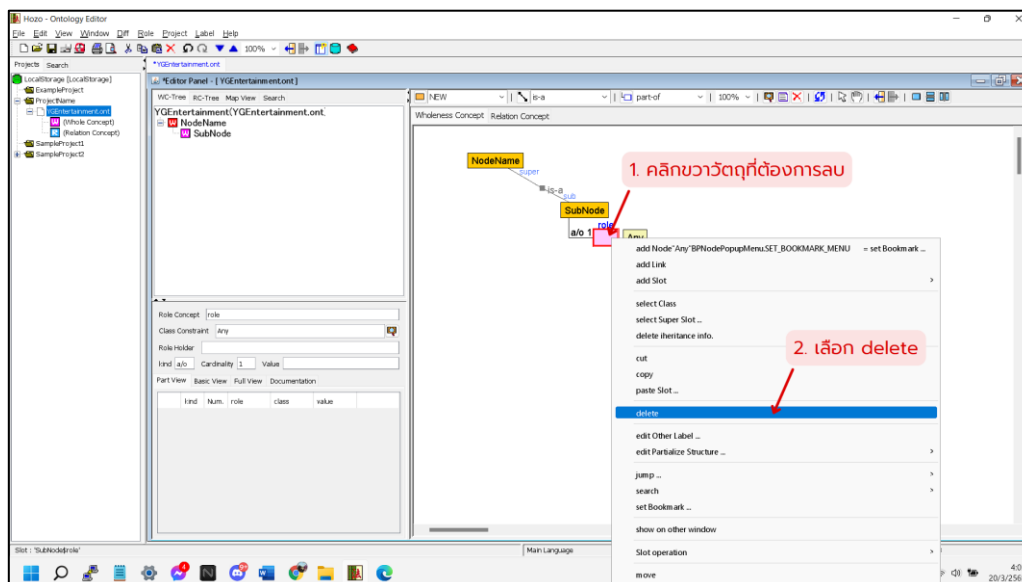 Hozo - Ontology Editor
File Edit View Window Diff Role Project Label Help
100%
Projects Search
*YGEntertainment.ont
LocalStorage [LocalStorage]
ExampleProject
ProjectName
YGEntertainment.ont
(Whole Concept)
(Relation Concept)
SampleProject1
SampleProject2
*Editor Panel - [ YGEntertainment.ont ]
WC-Tree RC-Tree Map View Search
YGEntertainment(YGEntertainment.ont,
NodeName
SubNode
NEW is-a part-of 100%
Wholeness Concept Relation Concept
NodeName
super
is-a
sub
SubNode
role
a/o 1
Any
1. คลิกขวาวัตถุที่ต้องการลบ
add Node"Any"BPNodePopupMenu.SET_BOOKMARK_MENU = set Bookmark ...
add Link
add Slot
select Class
select Super Slot ...
delete iheritance info.
2. เลือก delete
cut
copy
paste Slot ...
delete
edit Other Label ...
edit Partialize Structure ...
jump ...
search
set Bookmark ...
show on other window
Slot operation
move
Role Concept role
Class Constraint Any
Role Holder
kind a/o Cardinality 1 Value
Part View Basic View Full View Documentation
kind Num. role class value
Slot : 'SubNode$role'
Main Language
4:0
20/3/256